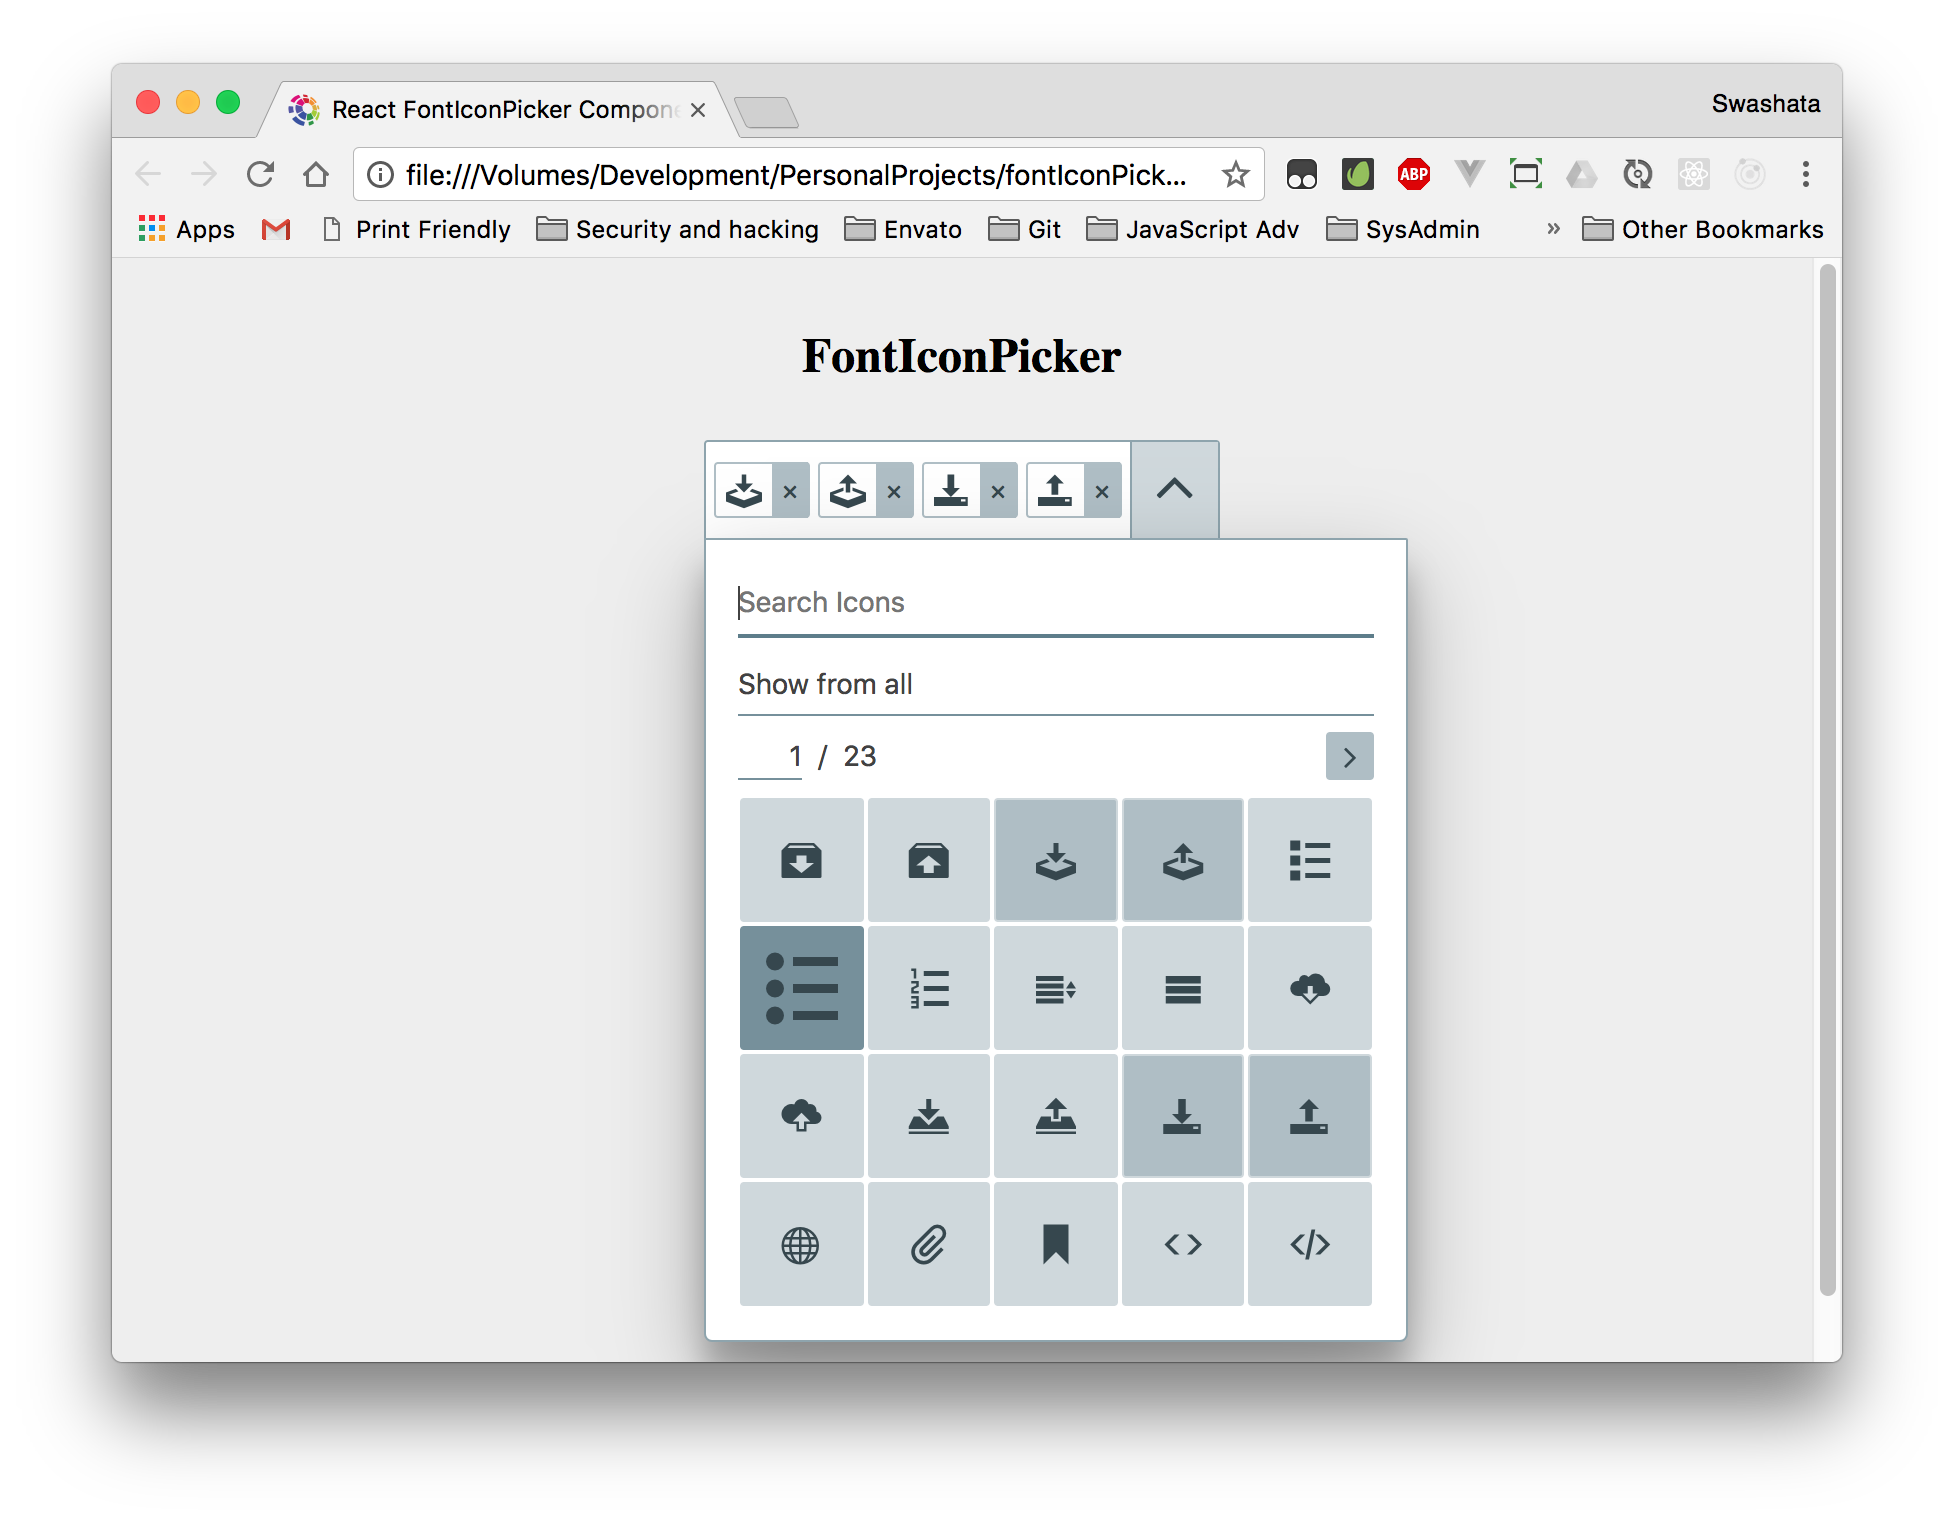 React FontIconPicker Compone
Swashata
file:///Volumes/Development/PersonalProjects/fontIconPick...
ABP
Apps
Print Friendly
Security and hacking
Envato
Git
JavaScript Adv
SysAdmin
»
Other Bookmarks
FontIconPicker
Search Icons
Show from all
1 / 23